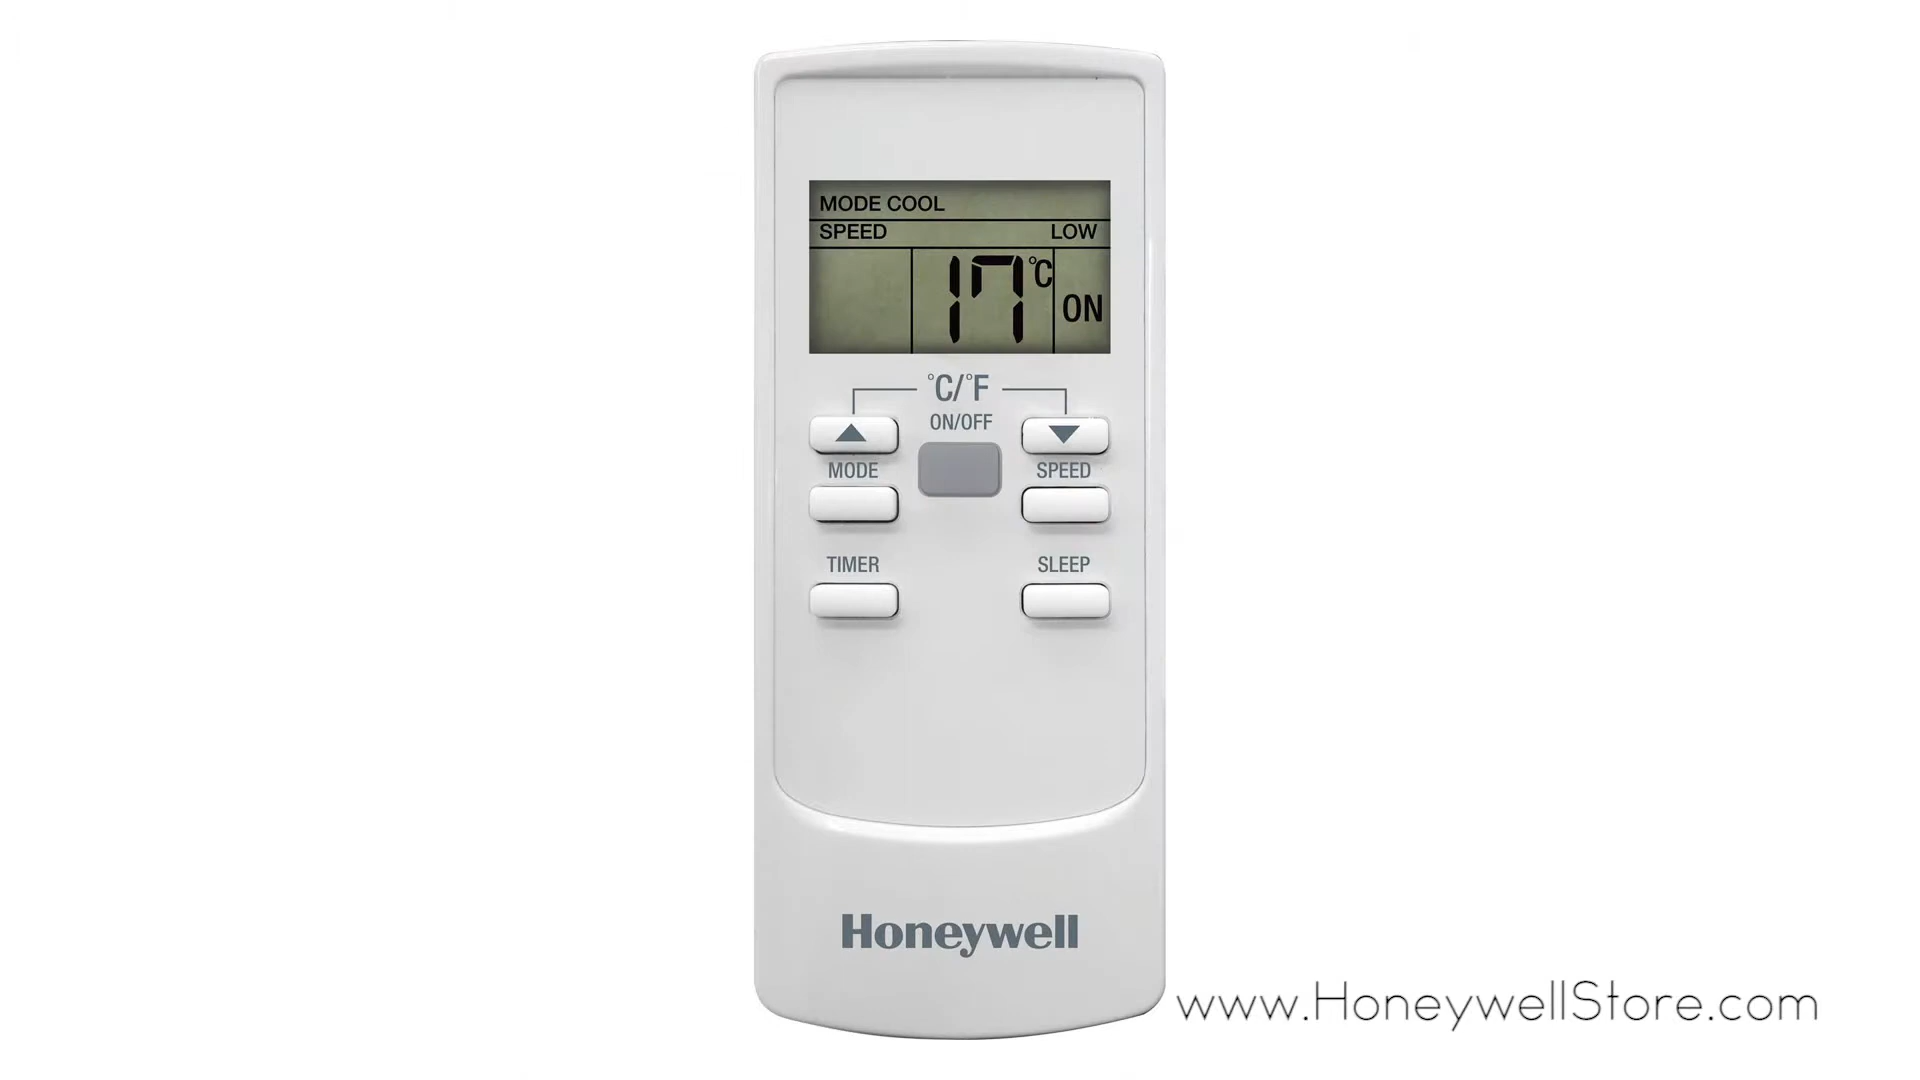 MODE COOL
SPEED LOW
17 °C ON
°C/°F
ON/OFF
MODE SPEED
TIMER SLEEP
Honeywell
www.HoneywellStore.com